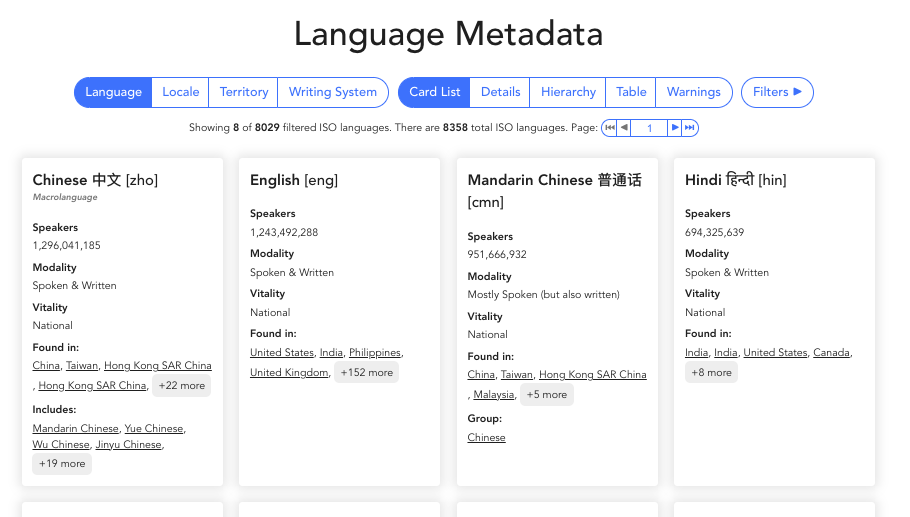 Language Metadata
Language Locale Territory Writing System Card List Details Hierarchy Table Warnings Filters ▶
Showing 8 of 8029 filtered ISO languages. There are 8358 total ISO languages. Page: ⏮ ◀ 1 ▶ ⏭
Chinese 中文 [zho]
Macrolanguage
Speakers
1,296,041,185
Modality
Spoken & Written
Vitality
National
Found in:
China, Taiwan, Hong Kong SAR China
, Hong Kong SAR China, +22 more
Includes:
Mandarin Chinese, Yue Chinese,
Wu Chinese, Jinyu Chinese,
+19 more
English [eng]
Speakers
1,243,492,288
Modality
Spoken & Written
Vitality
National
Found in:
United States, India, Philippines,
United Kingdom, +152 more
Mandarin Chinese 普通话
[cmn]
Speakers
951,666,932
Modality
Mostly Spoken (but also written)
Vitality
National
Found in:
China, Taiwan, Hong Kong SAR China
, Malaysia, +5 more
Group:
Chinese
Hindi हिन्दी [hin]
Speakers
694,325,639
Modality
Spoken & Written
Vitality
National
Found in:
India, India, United States, Canada,
+8 more